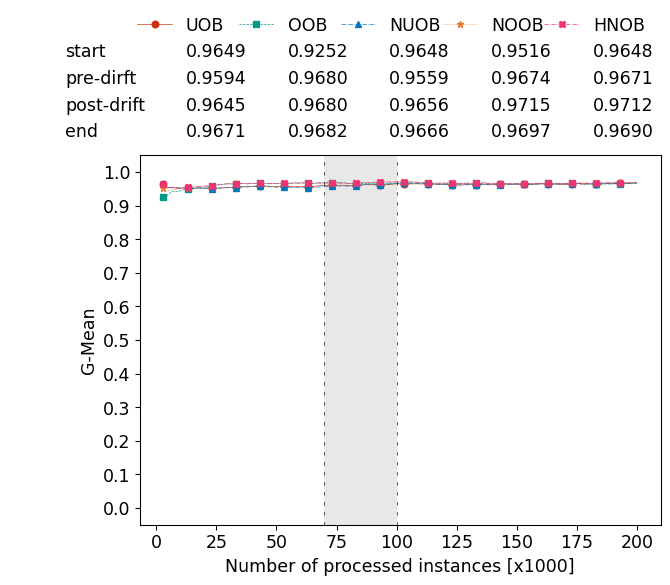 UOB OOB NUOB NOOB HNOB
start 0.9649 0.9252 0.9648 0.9516 0.9648
pre-dirft 0.9594 0.9680 0.9559 0.9674 0.9671
post-drift 0.9645 0.9680 0.9656 0.9715 0.9712
end 0.9671 0.9682 0.9666 0.9697 0.9690
1.0
0.9
0.8
0.7
0.6
0.5
0.4
0.3
0.2
0.1
0.0
G-Mean
0 25 50 75 100 125 150 175 200
Number of processed instances [x1000]